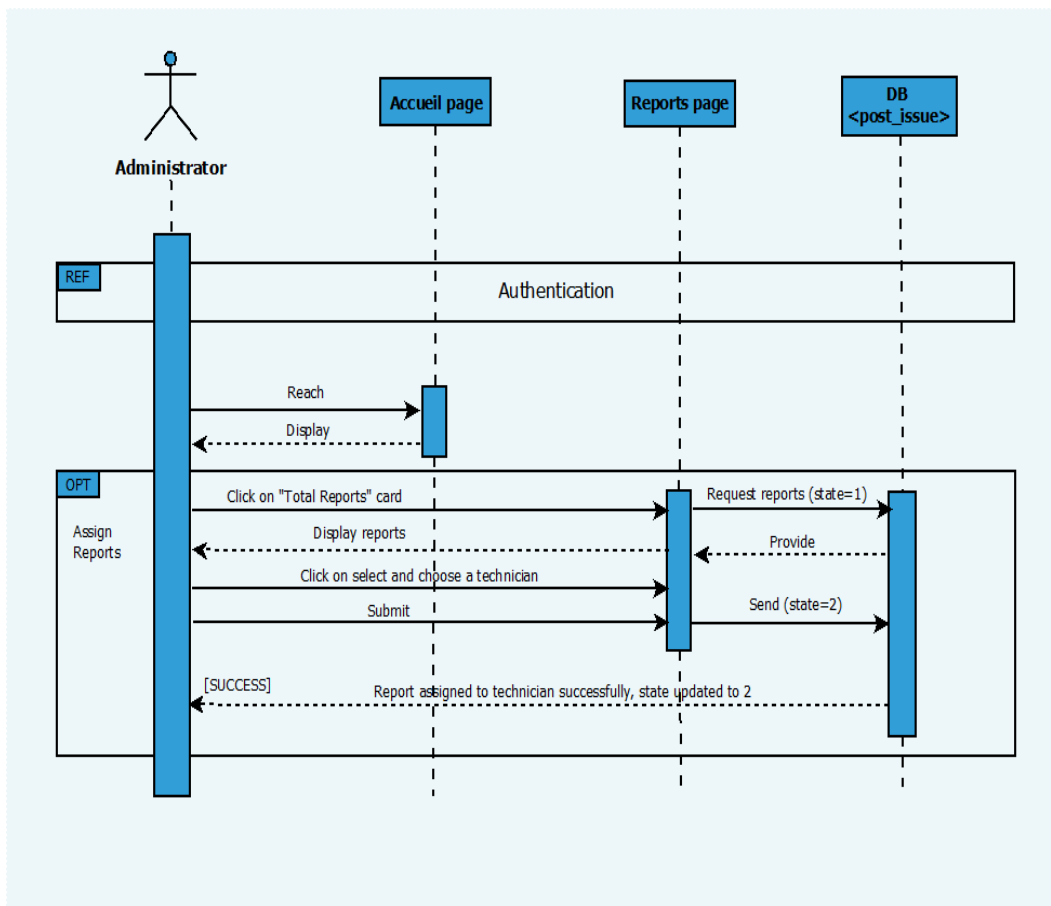 Accueil page
Reports page
DB
<post_issue>
Administrator
REF
Authentication
Reach
Display
OPT
Assign
Reports
Click on "Total Reports" card
Request reports (state=1)
Display reports
Provide
Click on select and choose a technician
Submit
Send (state=2)
[SUCCESS]
Report assigned to technician successfully, state updated to 2